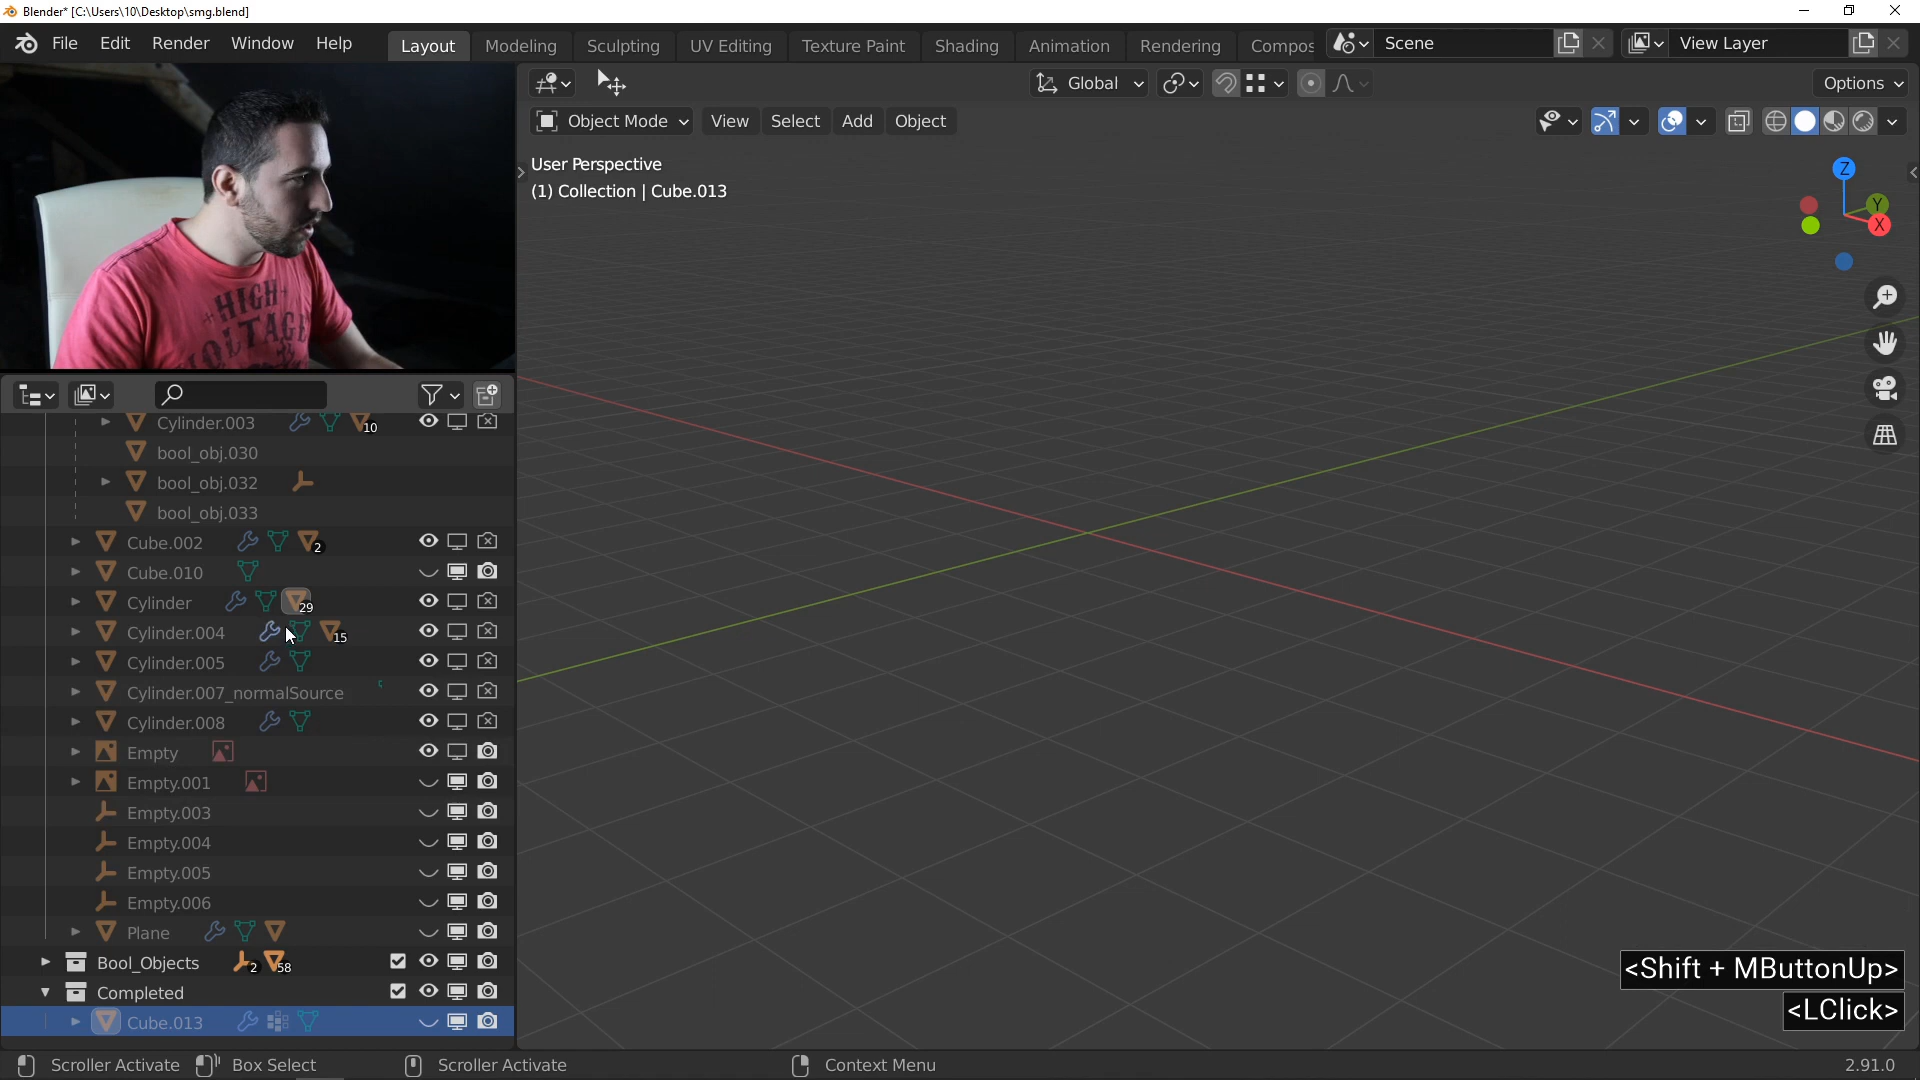 Blender* [C:\Users\10\Desktop\smg.blend]
File Edit Render Window Help Layout Modeling Sculpting UV Editing Texture Paint Shading Animation Rendering Compos Scene View Layer
Global Options
Object Mode View Select Add Object
User Perspective
(1) Collection | Cube.013
Z
Y
X
HIGH
VOLTAGE
Cylinder.003 10
bool_obj.030
bool_obj.032
bool_obj.033
Cube.002 2
Cube.010
Cylinder 29
Cylinder.004 15
Cylinder.005
Cylinder.007_normalSource
Cylinder.008
Empty
Empty.001
Empty.003
Empty.004
Empty.005
Empty.006
Plane
Bool_Objects 2 58
Completed
Cube.013
<Shift + MButtonUp>
<LClick>
Scroller Activate Box Select Scroller Activate Context Menu 2.91.0